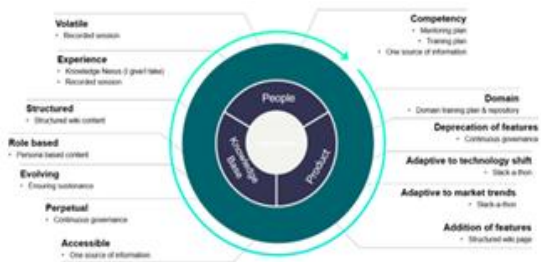 Volatile
• Recorded session
Experience
• Knowledge Nexus (I give/I take)
• Recorded session
Structured
• Structured wiki content
Role based
• Persona based content
Evolving
• Ensuring sustenance
Perpetual
• Continuous governance
Accessible
• One source of information
People
Knowledge
Base
Product
Competency
• Mentoring plan
• Training plan
• One source of information
Domain
• Domain training plan & repository
Deprecation of features
• Continuous governance
Adaptive to technology shift
• Stack-a-thon
Adaptive to market trends
• Stack-a-thon
Addition of features
• Structured wiki page